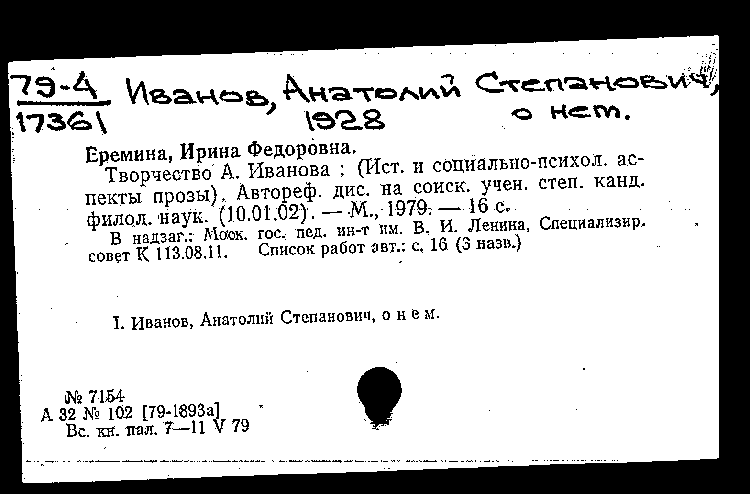 79-4 Иванов, Анатолий Степанович,
17361 1928 о нем.
Еремина, Ирина Федоровна.
Творчество А. Иванова : (Ист. и социально-психол. ас-
пекты прозы). Автореф. дис. на соиск. учен. степ. канд.
филол. наук. (10.01.02). — М., 1979. — 16 с.
В надзаг.: Моск. гос. пед. ин-т им. В. И. Ленина, Специализир.
совет К 113.08.11. Список работ авт.: с. 16 (3 назв.)
I. Иванов, Анатолий Степанович, о нем.
№ 7154
А 32 № 102 [79-1893а]
Вс. кн. пал. 7—11 V 79